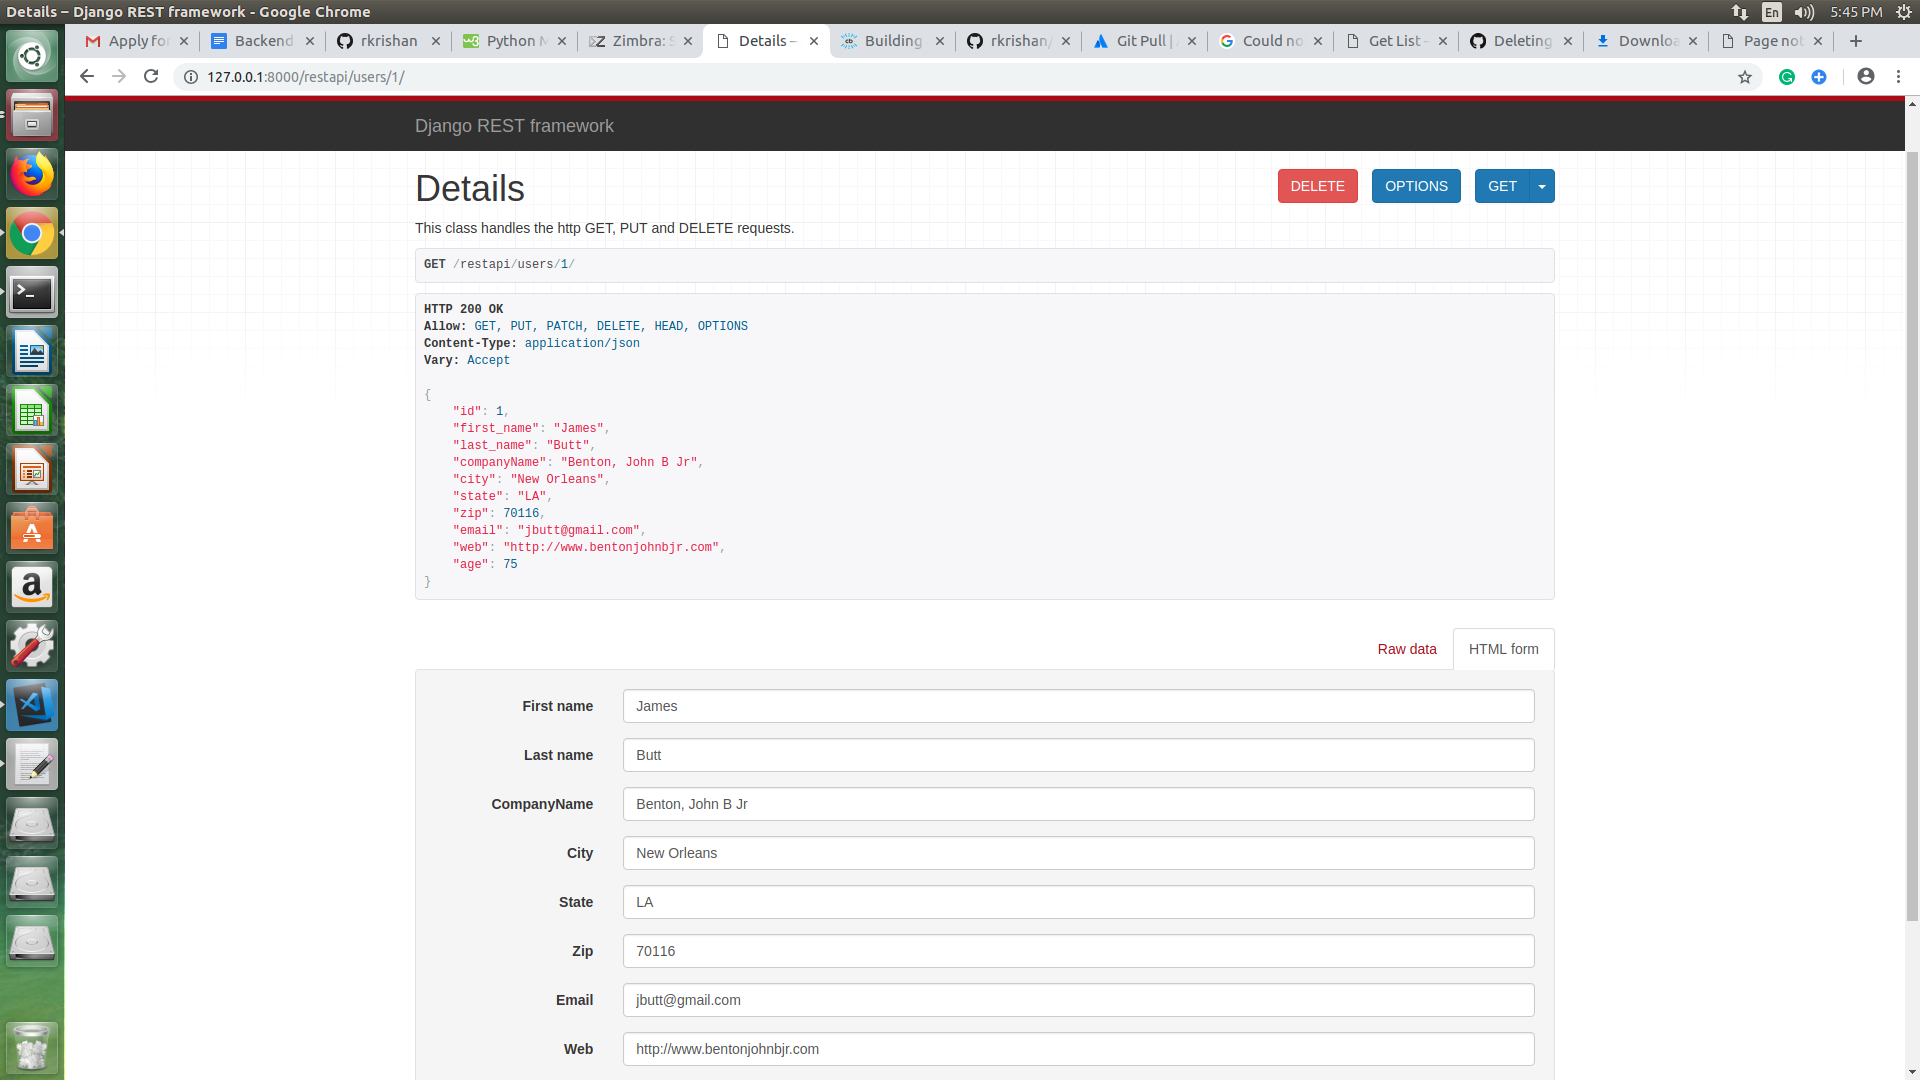 Details – Django REST framework - Google Chrome
En
5:45 PM
Apply for
Backend
rkrishan
Python M
Zimbra: S
Details –
Building
rkrishan/
Git Pull | A
Could no
Get List –
Deleting
Downloa
Page not
127.0.0.1:8000/restapi/users/1/
Django REST framework
Details
DELETE
OPTIONS
GET
This class handles the http GET, PUT and DELETE requests.
GET /restapi/users/1/
HTTP 200 OK
Allow: GET, PUT, PATCH, DELETE, HEAD, OPTIONS
Content-Type: application/json
Vary: Accept
{
"id": 1,
"first_name": "James",
"last_name": "Butt",
"companyName": "Benton, John B Jr",
"city": "New Orleans",
"state": "LA",
"zip": 70116,
"email": "jbutt@gmail.com",
"web": "http://www.bentonjohnbjr.com",
"age": 75
}
Raw data
HTML form
First name
James
Last name
Butt
CompanyName
Benton, John B Jr
City
New Orleans
State
LA
Zip
70116
Email
jbutt@gmail.com
Web
http://www.bentonjohnbjr.com